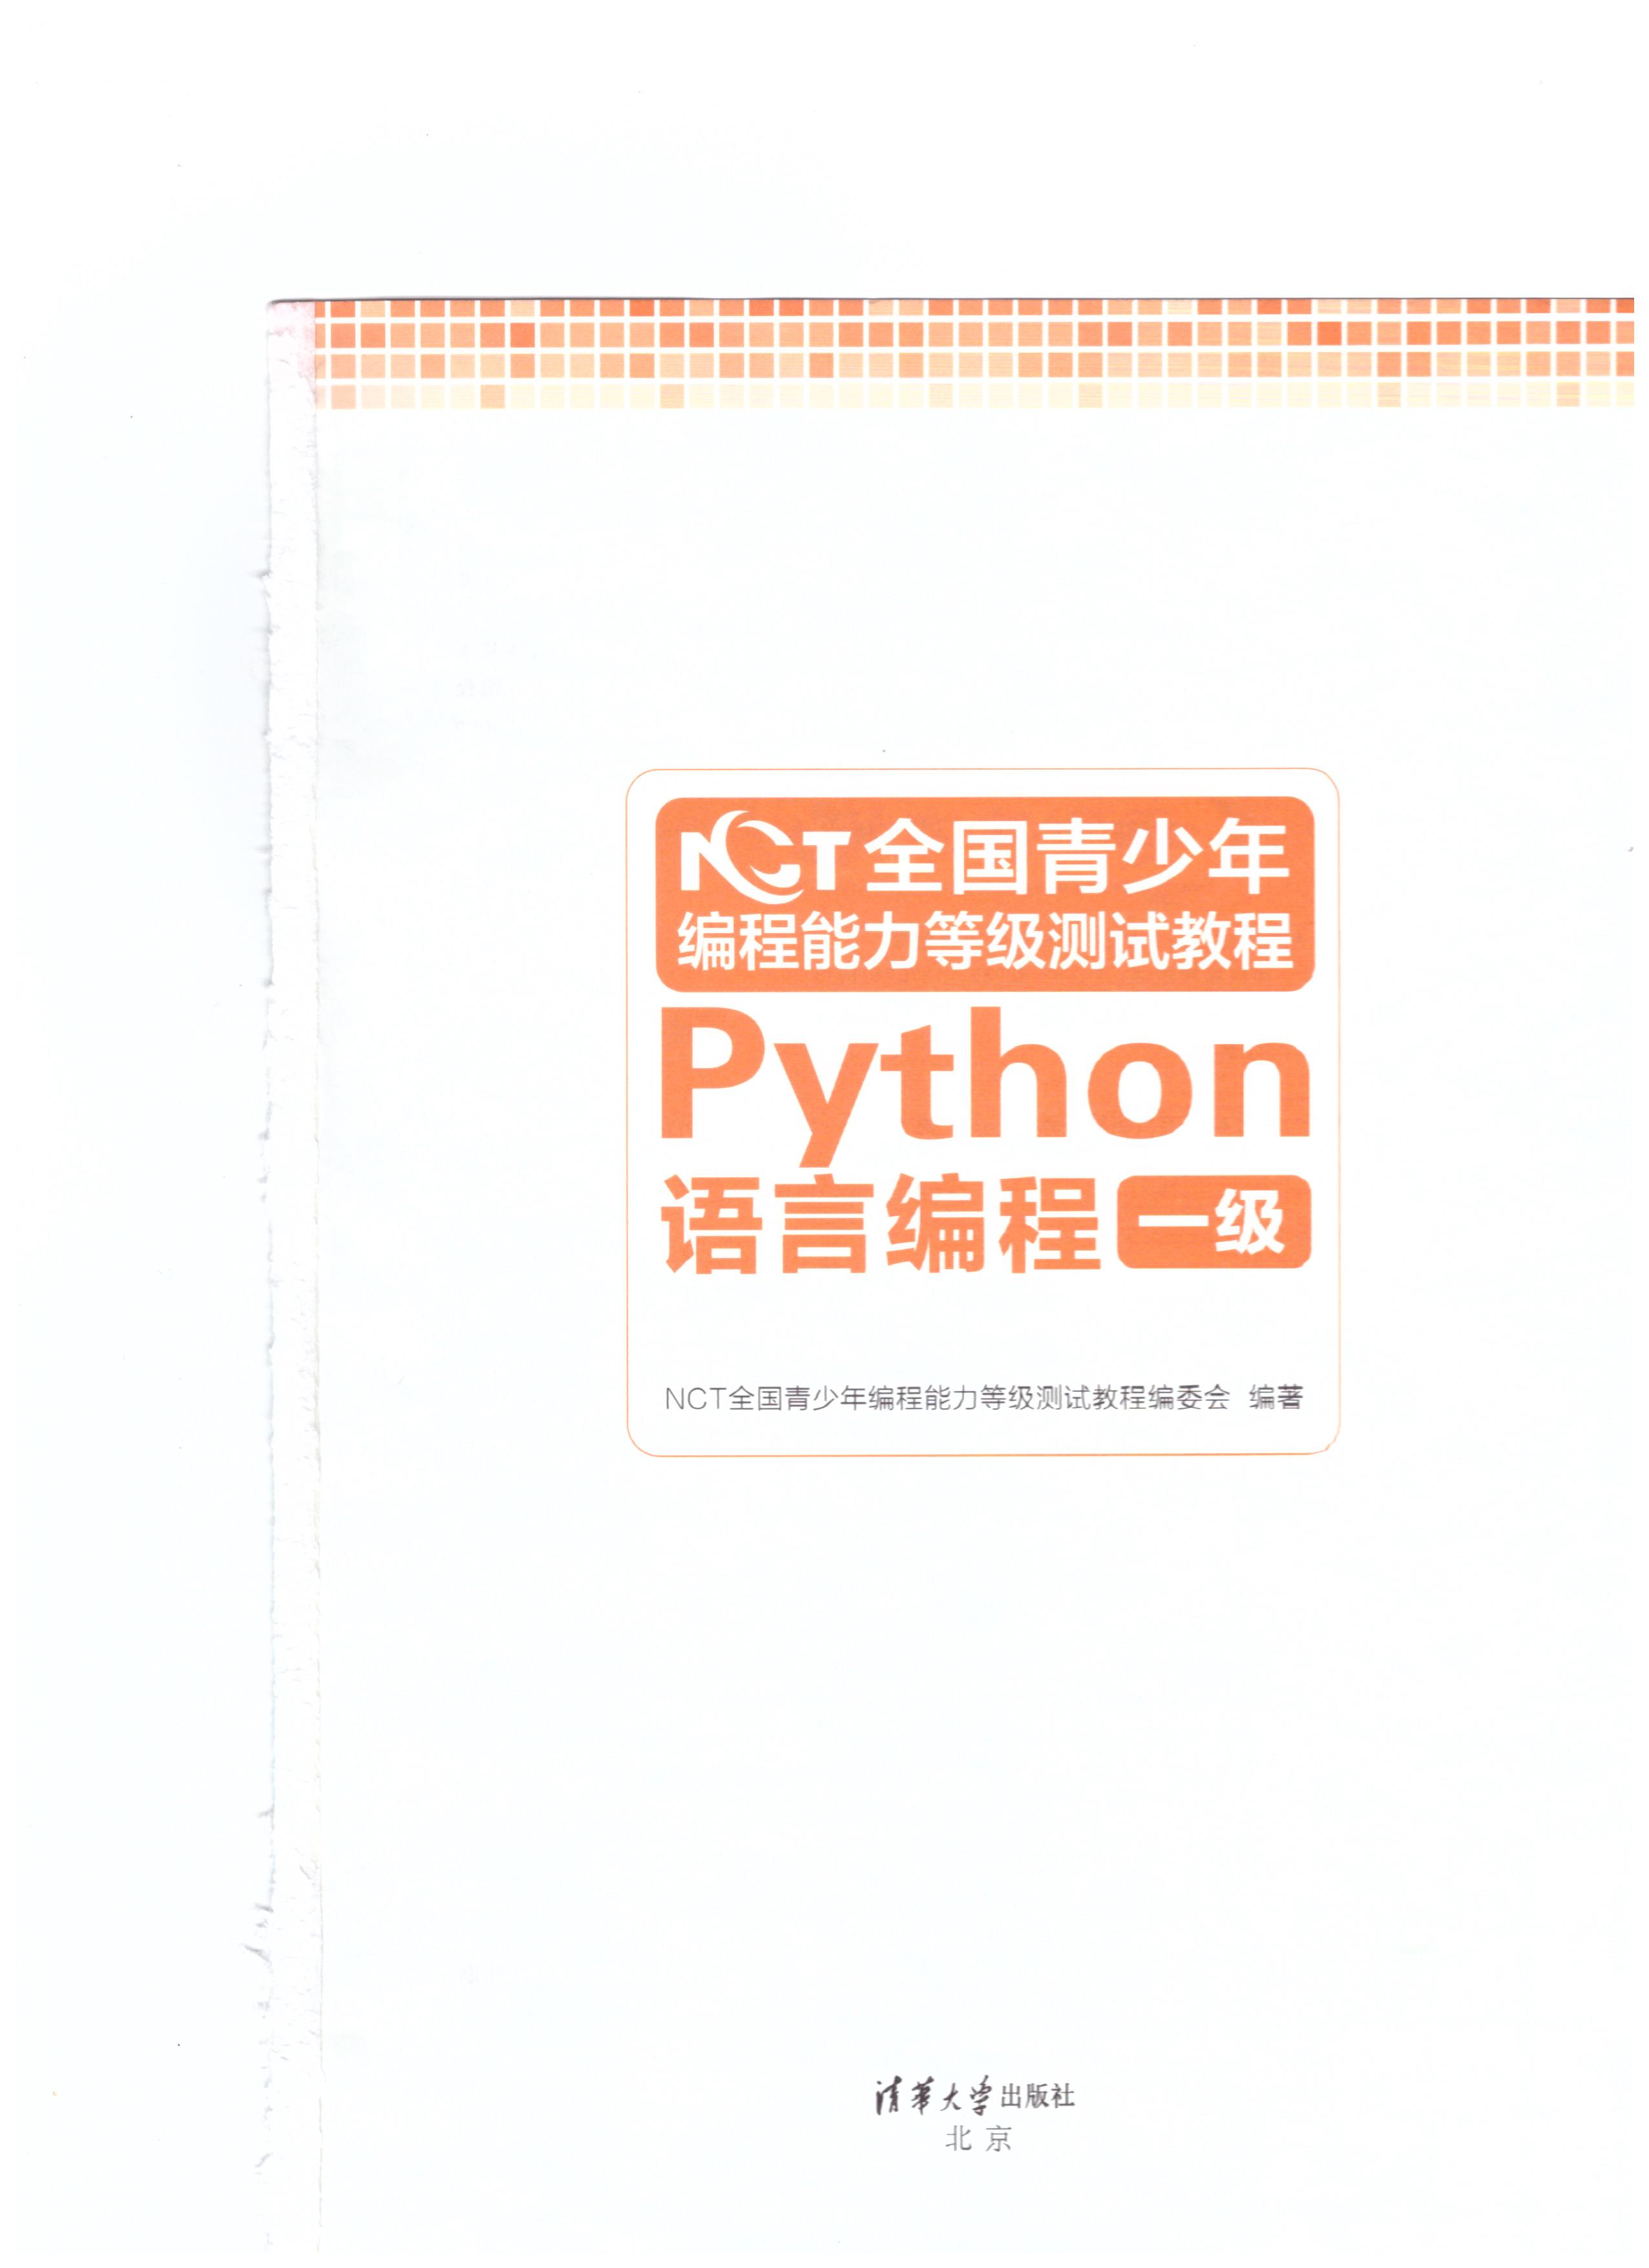 NCT全国青少年
编程能力等级测试教程
Python
语言编程 一级
NCT全国青少年编程能力等级测试教程编委会 编著
清华大学出版社
北京